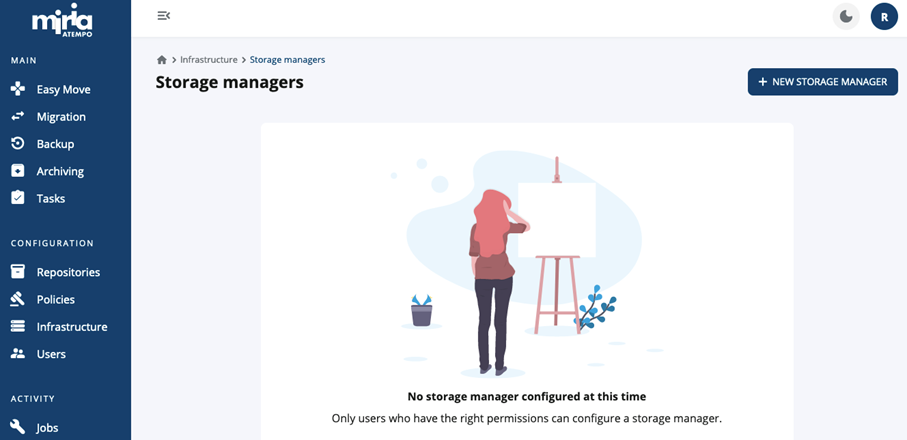 miria
ATEMPO
MAIN
Easy Move
Migration
Backup
Archiving
Tasks
CONFIGURATION
Repositories
Policies
Infrastructure
Users
ACTIVITY
Jobs
R
Infrastructure > Storage managers
Storage managers
+ NEW STORAGE MANAGER
No storage manager configured at this time
Only users who have the right permissions can configure a storage manager.